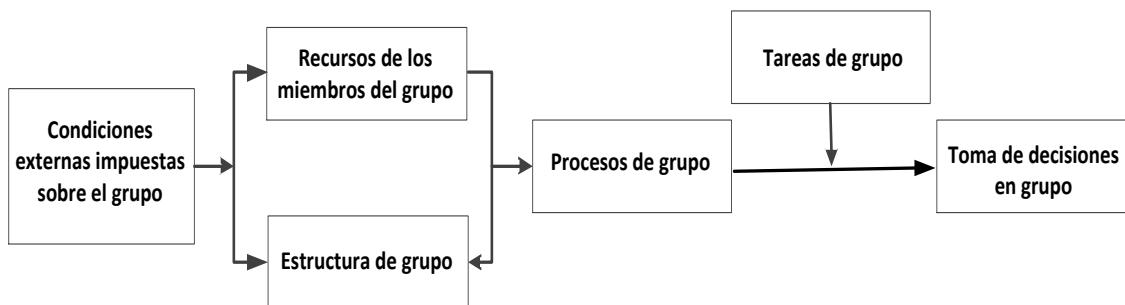 Condiciones
externas impuestas
sobre el grupo
Recursos de los
miembros del grupo
Estructura de grupo
Procesos de grupo
Tareas de grupo
Toma de decisiones
en grupo